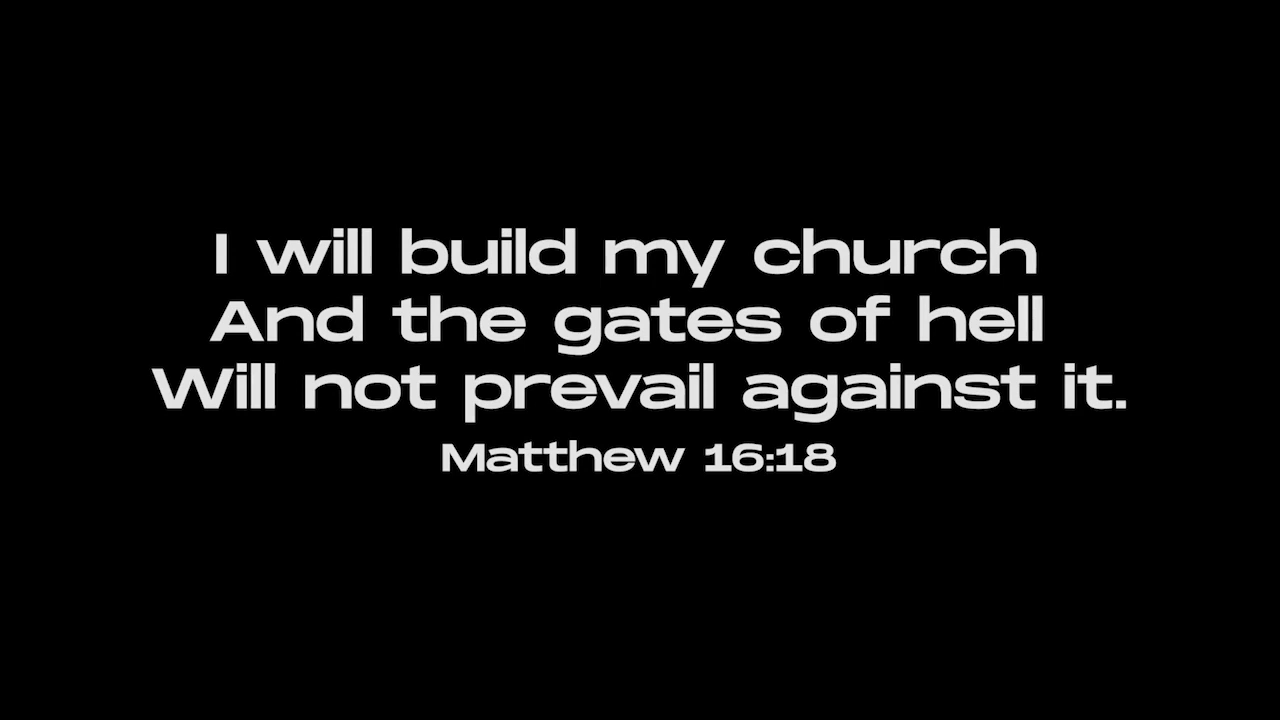 I will build my church
And the gates of hell
Will not prevail against it.
Matthew 16:18